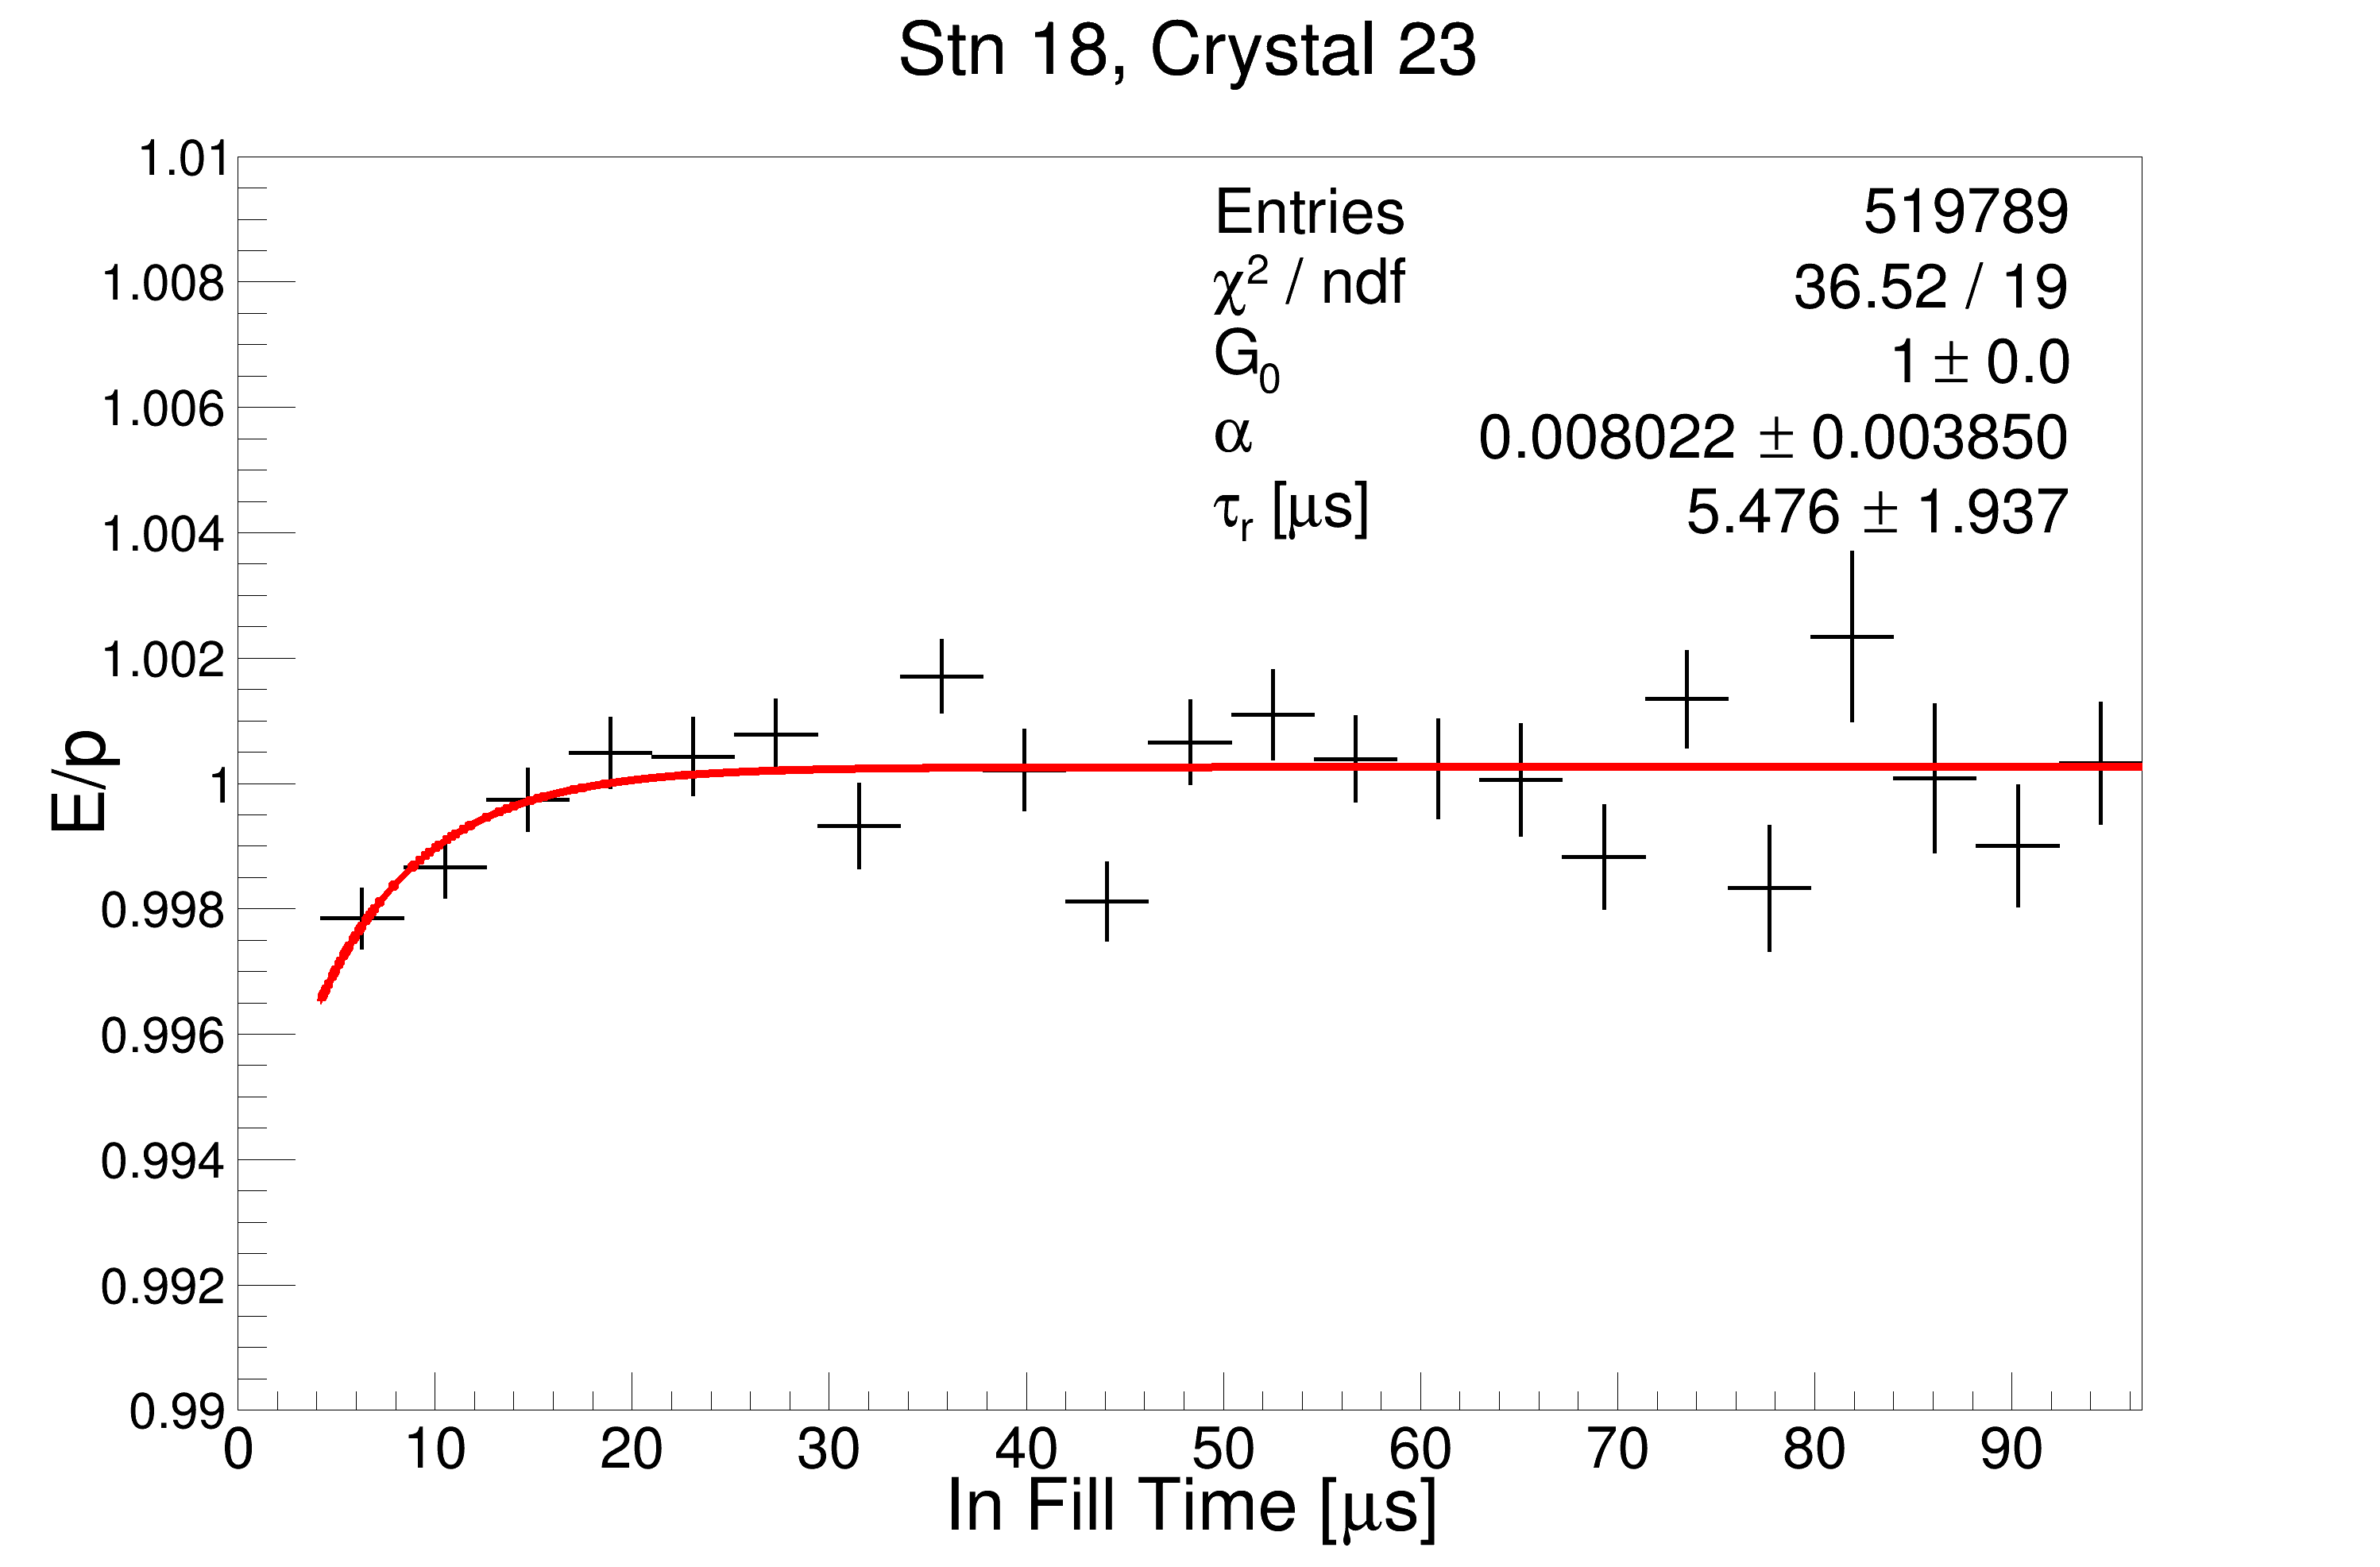 Stn 18, Crystal 23
Entries 519789
χ² / ndf 36.52 / 19
G₀ 1 ± 0.0
α 0.008022 ± 0.003850
τᵣ [μs] 5.476 ± 1.937
E/p
1.01
1.008
1.006
1.004
1.002
1
0.998
0.996
0.994
0.992
0.99
0 10 20 30 40 50 60 70 80 90
In Fill Time [μs]